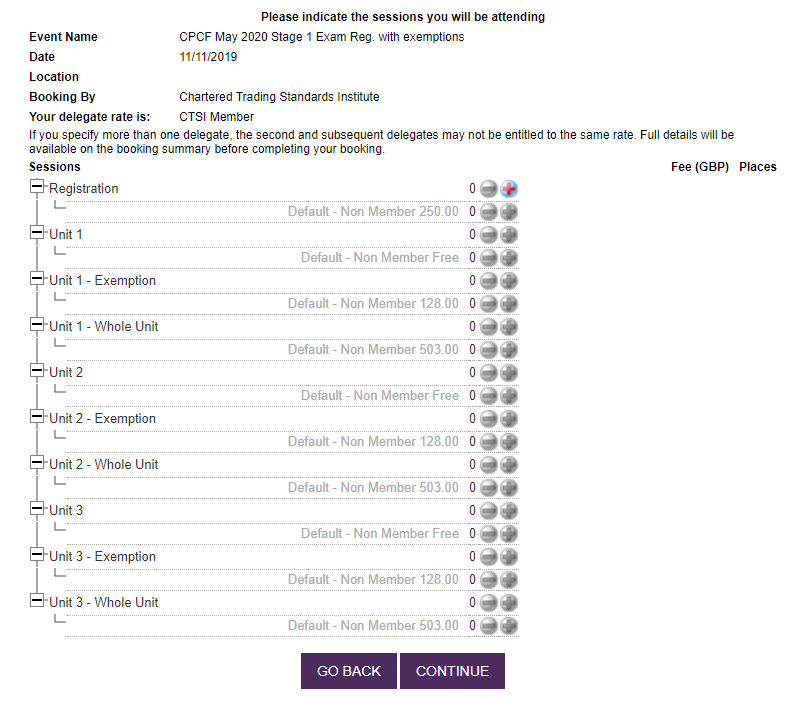 Please indicate the sessions you will be attending
Event Name CPCF May 2020 Stage 1 Exam Reg. with exemptions
Date 11/11/2019
Location
Booking By Chartered Trading Standards Institute
Your delegate rate is: CTSI Member
If you specify more than one delegate, the second and subsequent delegates may not be entitled to the same rate. Full details will be
available on the booking summary before completing your booking.
Sessions Fee (GBP) Places
Registration 0
Default - Non Member 250.00 0
Unit 1 0
Default - Non Member Free 0
Unit 1 - Exemption 0
Default - Non Member 128.00 0
Unit 1 - Whole Unit 0
Default - Non Member 503.00 0
Unit 2 0
Default - Non Member Free 0
Unit 2 - Exemption 0
Default - Non Member 128.00 0
Unit 2 - Whole Unit 0
Default - Non Member 503.00 0
Unit 3 0
Default - Non Member Free 0
Unit 3 - Exemption 0
Default - Non Member 128.00 0
Unit 3 - Whole Unit 0
Default - Non Member 503.00 0
GO BACK CONTINUE